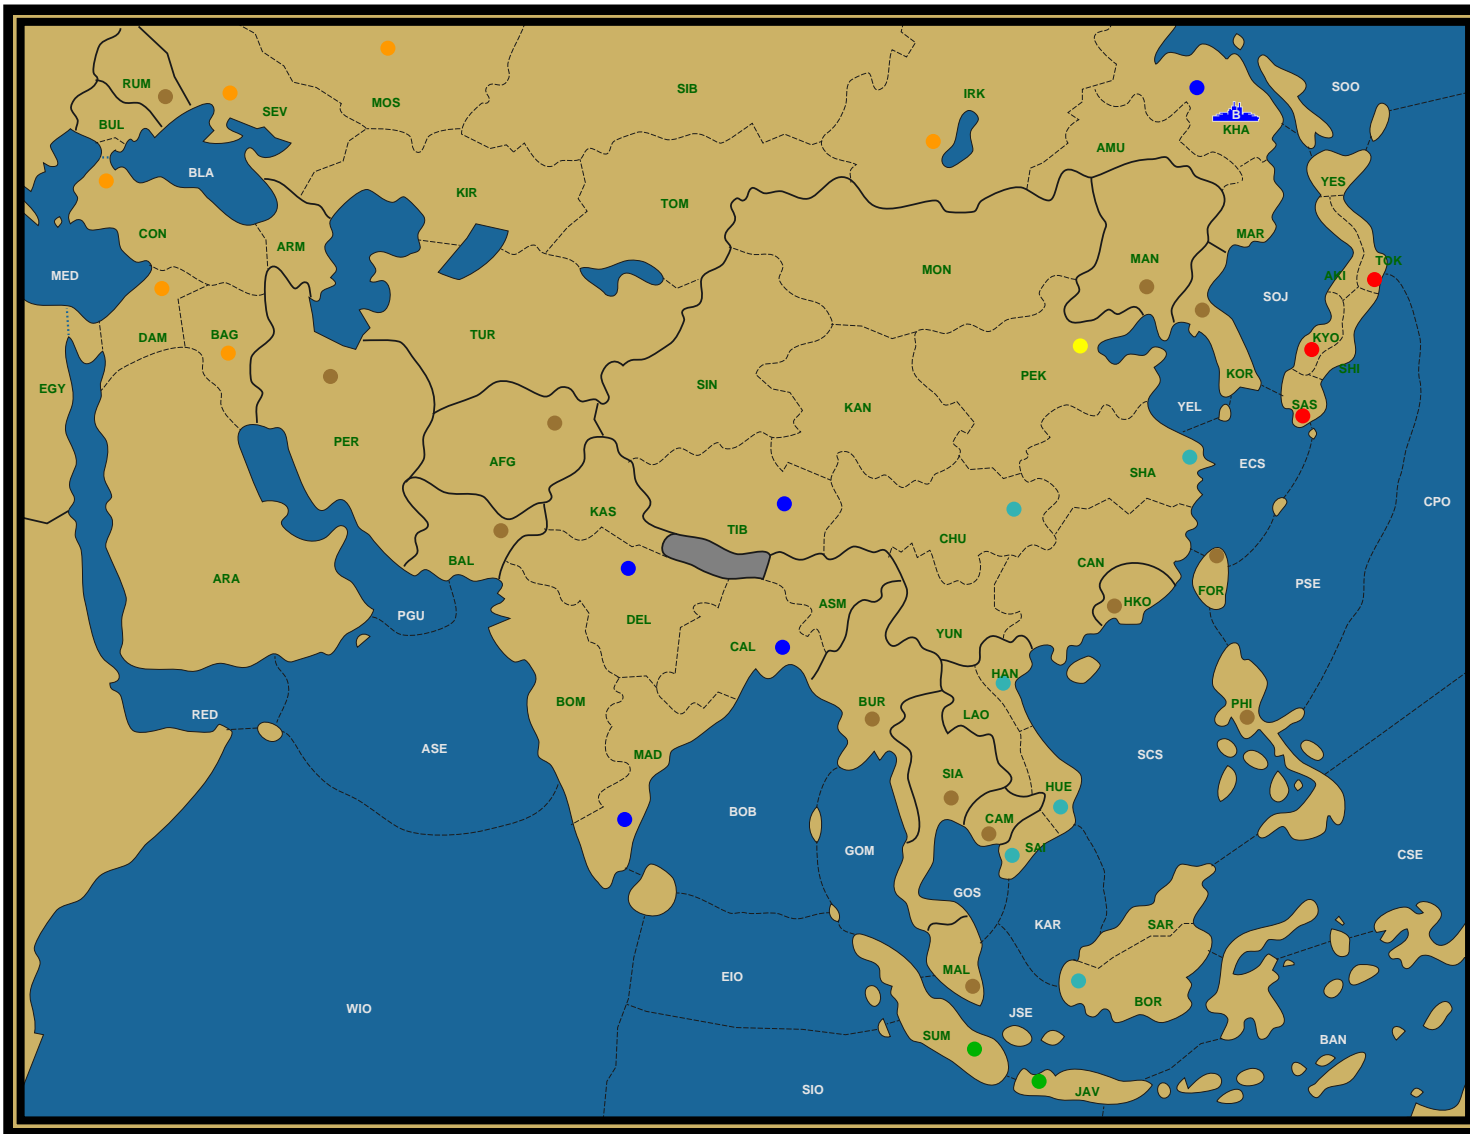 RUM
SEV
MOS
SIB
IRK
SOO
BUL
B
KHA
AMU
BLA
YES
KIR
TOM
CON
ARM
MAR
MED
MON
MAN
TOK
AKI
SOJ
DAM
BAG
TUR
KYO
EGY
SIN
PEK
KOR
SHI
KAN
YEL
SAS
PER
AFG
SHA
ECS
KAS
TIB
CPO
BAL
CHU
CAN
ARA
PSE
PGU
ASM
HKO
FOR
DEL
CAL
YUN
HAN
BOM
BUR
LAO
PHI
RED
ASE
MAD
SCS
SIA
HUE
BOB
CAM
GOM
SAI
CSE
GOS
KAR
SAR
EIO
MAL
WIO
JSE
BOR
SUM
BAN
SIO
JAV